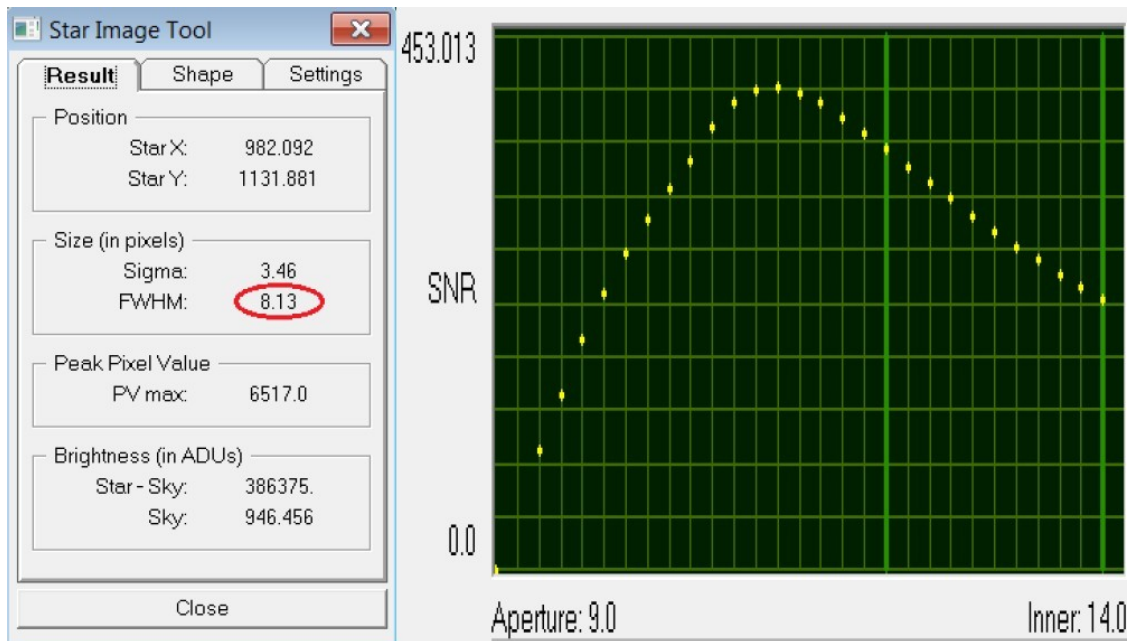 Star Image Tool
Result Shape Settings
Position
Star X: 982.092
Star Y: 1131.881
Size (in pixels)
Sigma: 3.46
FWHM: 8.13
Peak Pixel Value
PV max: 6517.0
Brightness (in ADUs)
Star - Sky: 386375.
Sky: 946.456
Close
453.013
SNR
0.0
Aperture: 9.0 Inner: 14.0